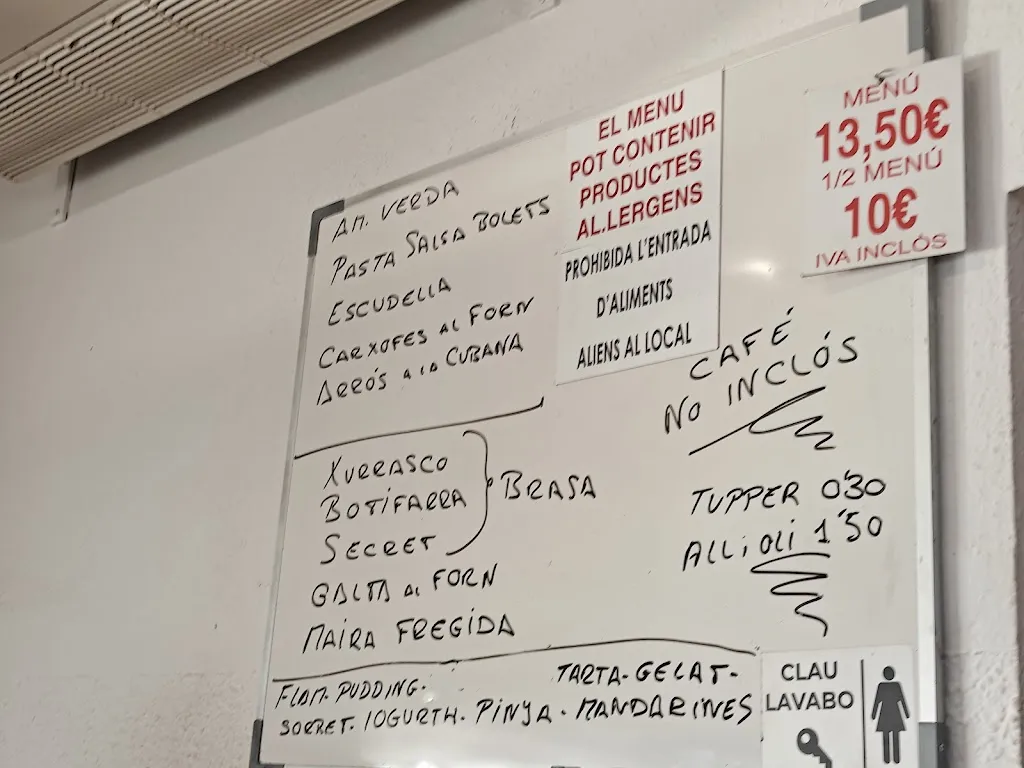 AM. VERDA
PASTA SALSA BOLETS
ESCUDELLA
CARXOFES AL FORN
ARRÓS A LA CUBANA
XURRASCO
BOTIFARRA
SECRET
BRASA
GALTA AL FORN
MAIRA FREGIDA
FLAM. PUDDING.
TARTA-GELAT-
SORBET. IOGURTH. PINYA. MANDARINES
EL MENU
POT CONTENIR
PRODUCTES
AL.LERGENS
PROHIBIDA L'ENTRADA
D'ALIMENTS
ALIENS AL LOCAL
MENÚ
13,50€
1/2 MENÚ
10€
IVA INCLÓS
CAFÉ
NO INCLÓS
TUPPER 0'30
ALLiOLi 1'50
CLAU
LAVABO